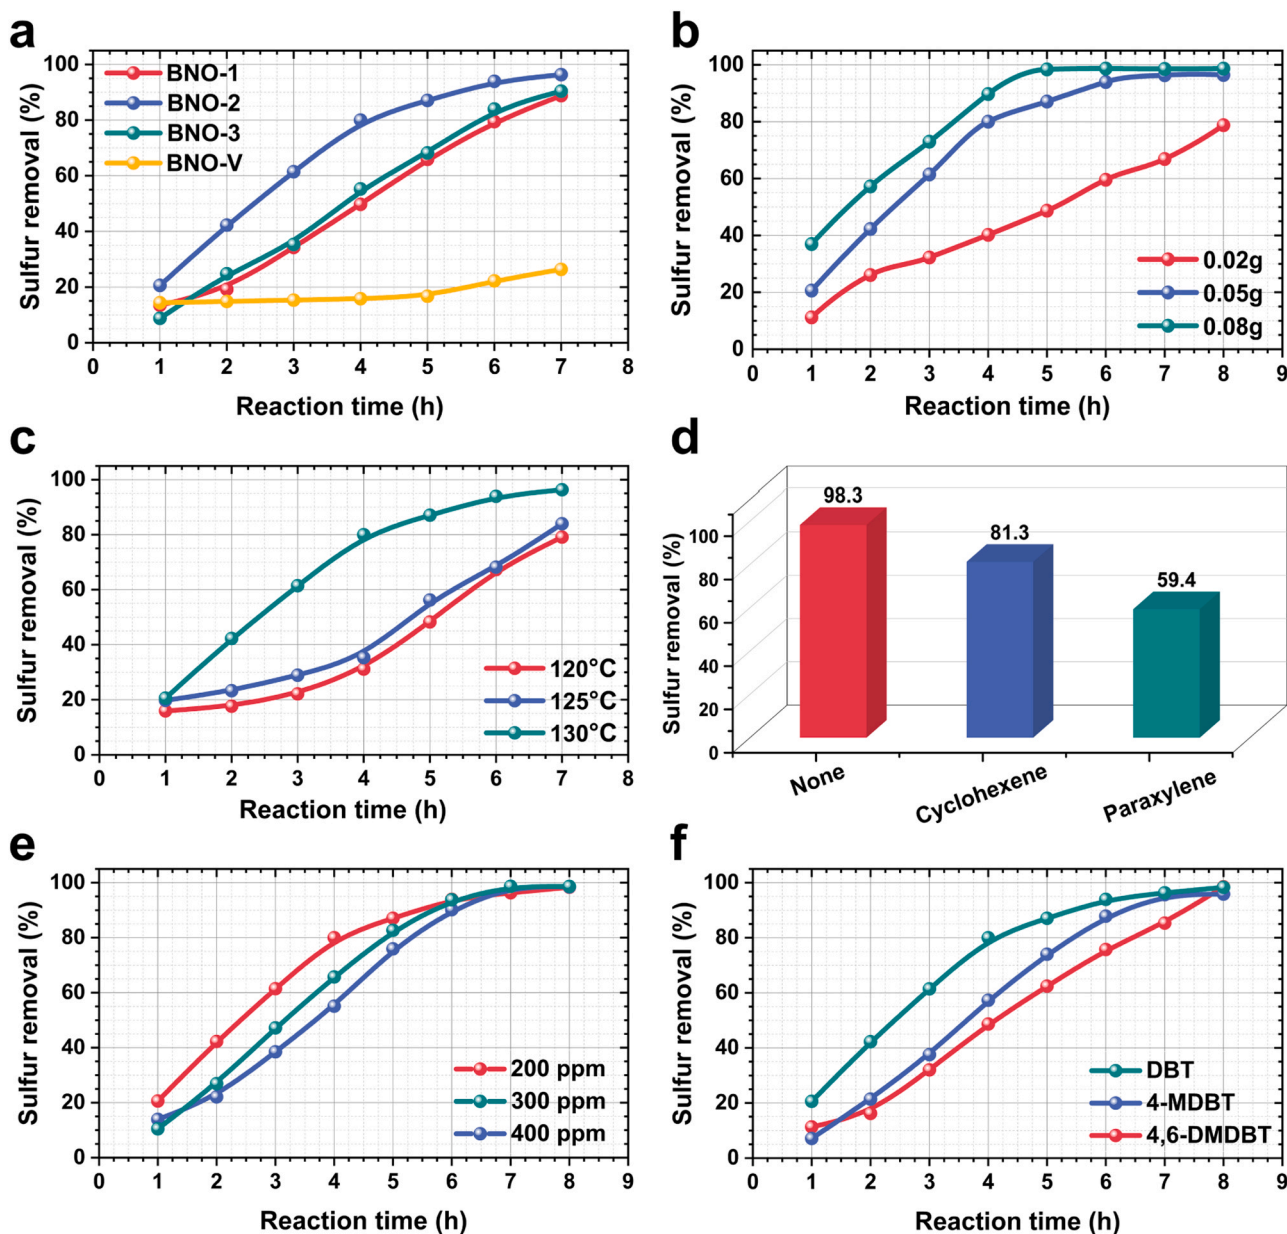 a
Sulfur removal (%)
100
80
60
40
20
0
BNO-1
BNO-2
BNO-3
BNO-V
0 1 2 3 4 5 6 7 8
Reaction time (h)
b
Sulfur removal (%)
100
80
60
40
20
0
0.02g
0.05g
0.08g
0 1 2 3 4 5 6 7 8 9
Reaction time (h)
c
Sulfur removal (%)
100
80
60
40
20
0
120°C
125°C
130°C
0 1 2 3 4 5 6 7 8
Reaction time (h)
d
Sulfur removal (%)
100
80
60
40
20
0
98.3
81.3
59.4
None
Cyclohexene
Paraxylene
e
Sulfur removal (%)
100
80
60
40
20
0
200 ppm
300 ppm
400 ppm
0 1 2 3 4 5 6 7 8 9
Reaction time (h)
f
Sulfur removal (%)
100
80
60
40
20
0
DBT
4-MDBT
4,6-DMDBT
0 1 2 3 4 5 6 7 8 9
Reaction time (h)